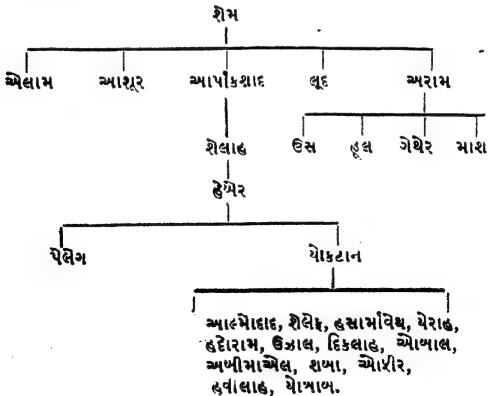 શેમ
એલામ આશૂર આર્પાકશાદ લૂદ અરામ
શેલાહ ઉસ હૂલ ગેથેર માશ
હેબેર
પેલેગ યોકટાન
આલ્મોદાદ, શેલેફ, હસાર્માવેથ, યેરાહ,
હદોરામ, ઉઝાલ, દિકલાહ, ઓબાલ,
અબીમાએલ, શબા, ઓફીર,
હવીલાહ, યોબાબ.